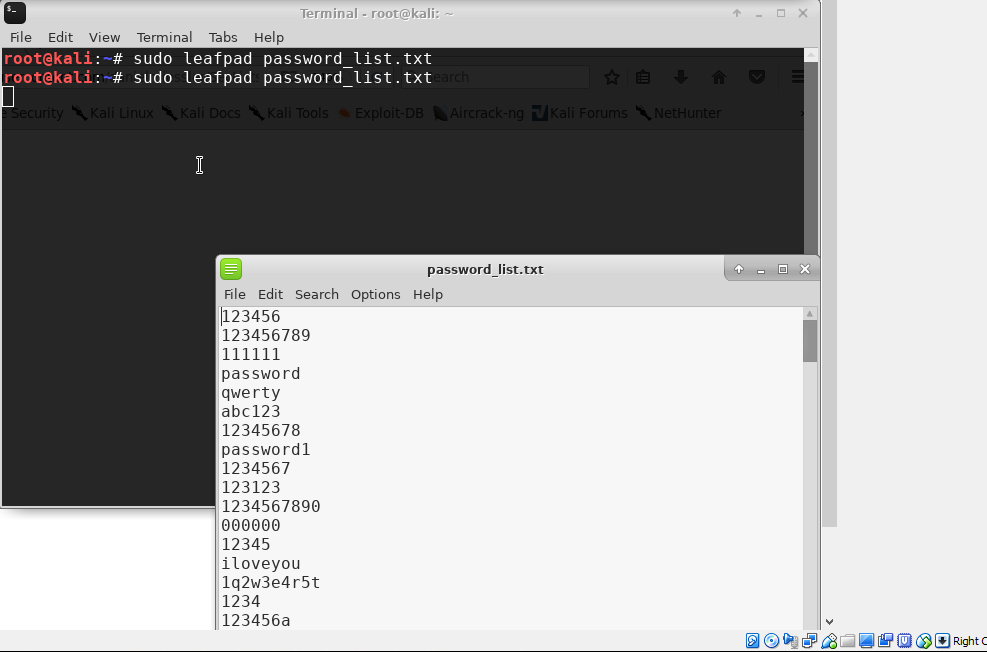 Terminal - root@kali: ~
File Edit View Terminal Tabs Help
root@kali:~# sudo leafpad password_list.txt
root@kali:~# sudo leafpad password_list.txt
search
e Security Kali Linux Kali Docs Kali Tools Exploit-DB Aircrack-ng Kali Forums NetHunter
password_list.txt
File Edit Search Options Help
123456
123456789
111111
password
qwerty
abc123
12345678
password1
1234567
123123
1234567890
000000
12345
iloveyou
1q2w3e4r5t
1234
123456a
Right C